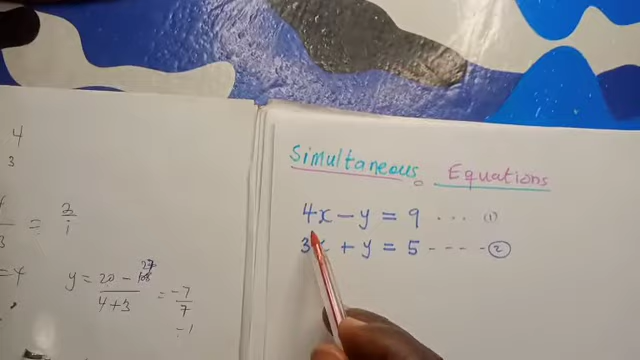 4
3
= 2/1
= 4
y = 20 - 27 / 4 + 3 = -7/7
= 1
Simultaneous Equations
4x - y = 9 ... (1)
3x + y = 5 ---- (2)